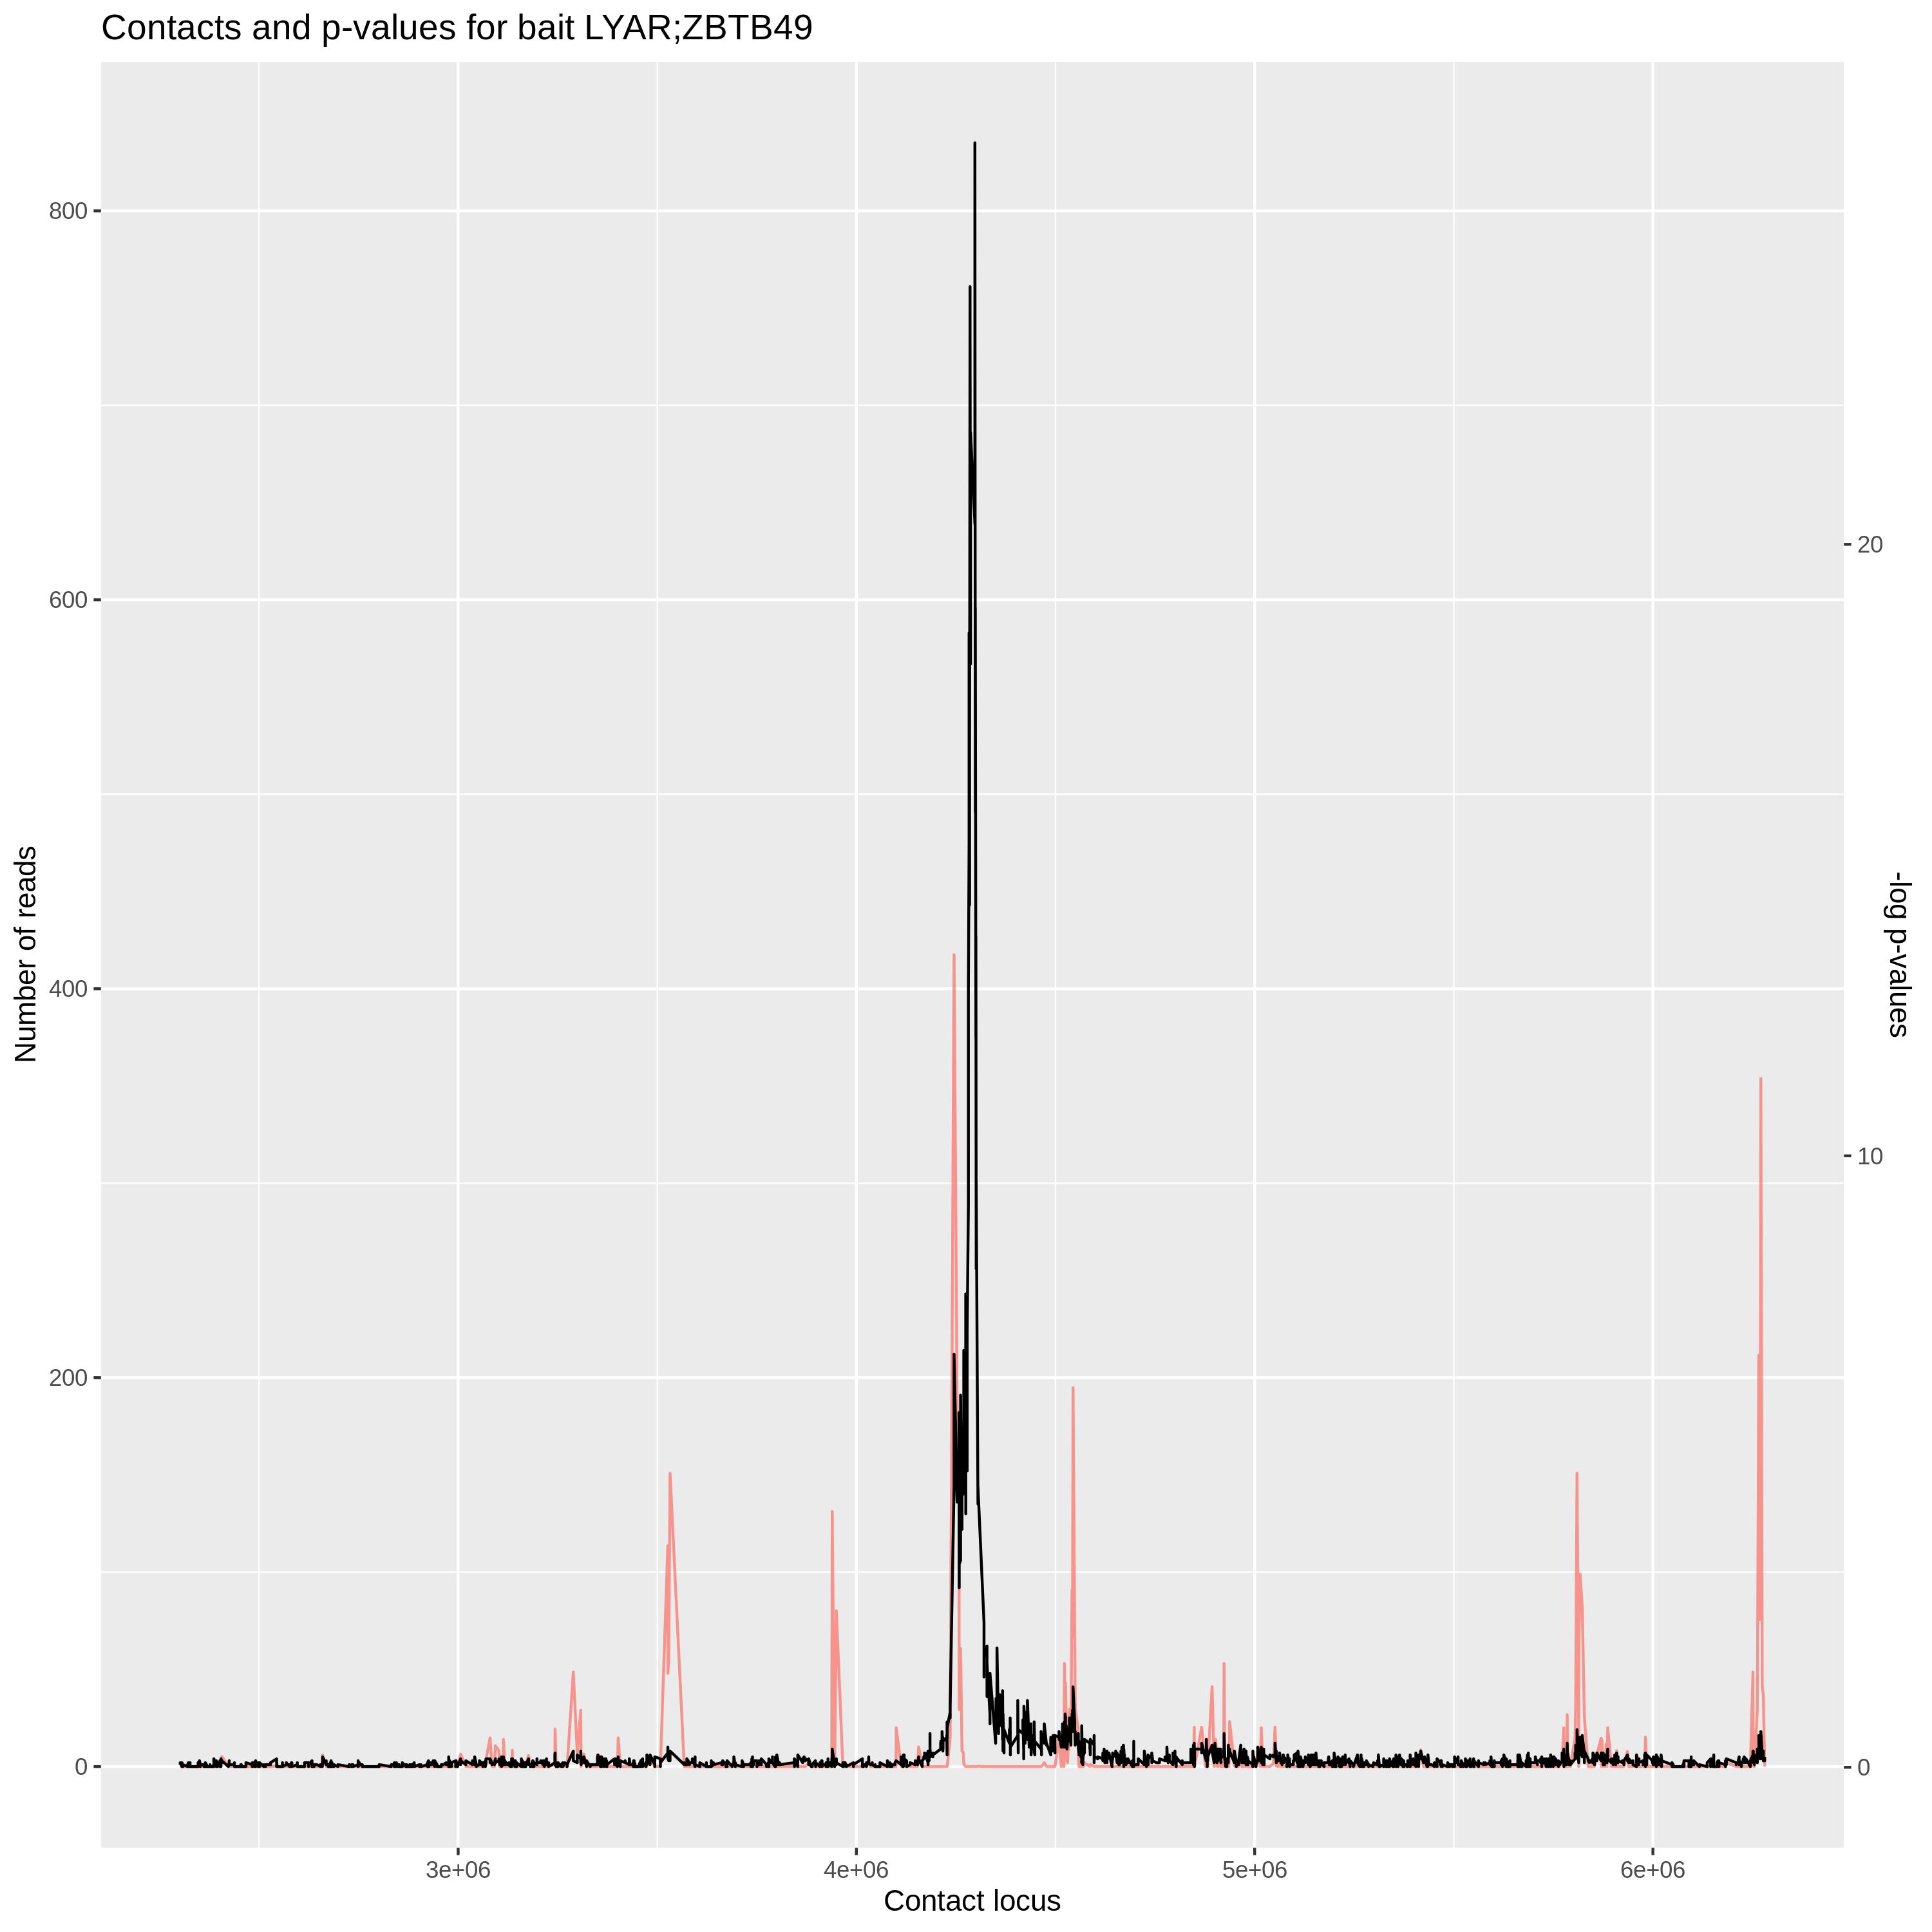 Contacts and p-values for bait LYAR;ZBTB49
800
600
400
200
0
Number of reads
20
10
0
-log p-values
3e+06
4e+06
5e+06
6e+06
Contact locus